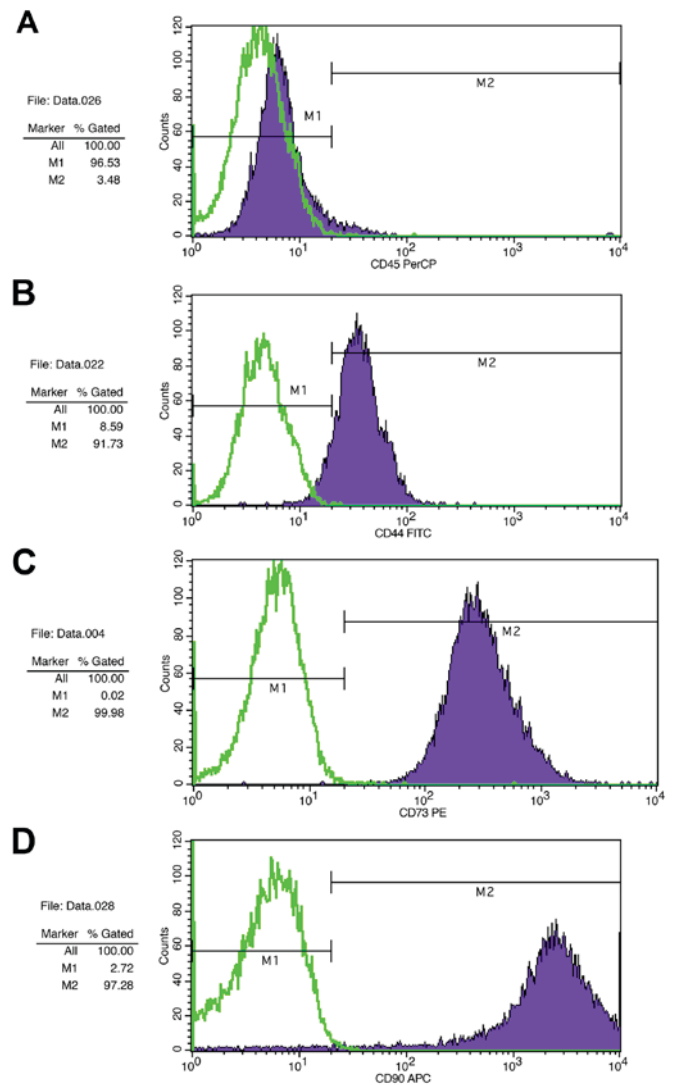 A
File: Data.026
Marker % Gated
All 100.00
M1 96.53
M2 3.48
Counts
120
100
80
60
40
20
0
M1
M2
10^0 10^1 10^2 10^3 10^4
CD45 PerCP
B
File: Data.022
Marker % Gated
All 100.00
M1 8.59
M2 91.73
Counts
120
100
80
60
40
20
0
M1
M2
10^0 10^1 10^2 10^3 10^4
CD44 FITC
C
File: Data.004
Marker % Gated
All 100.00
M1 0.02
M2 99.98
Counts
120
100
80
60
40
20
0
M1
M2
10^0 10^1 10^2 10^3 10^4
CD73 PE
D
File: Data.028
Marker % Gated
All 100.00
M1 2.72
M2 97.28
Counts
120
100
80
60
40
20
0
M1
M2
10^0 10^1 10^2 10^3 10^4
CD90 APC